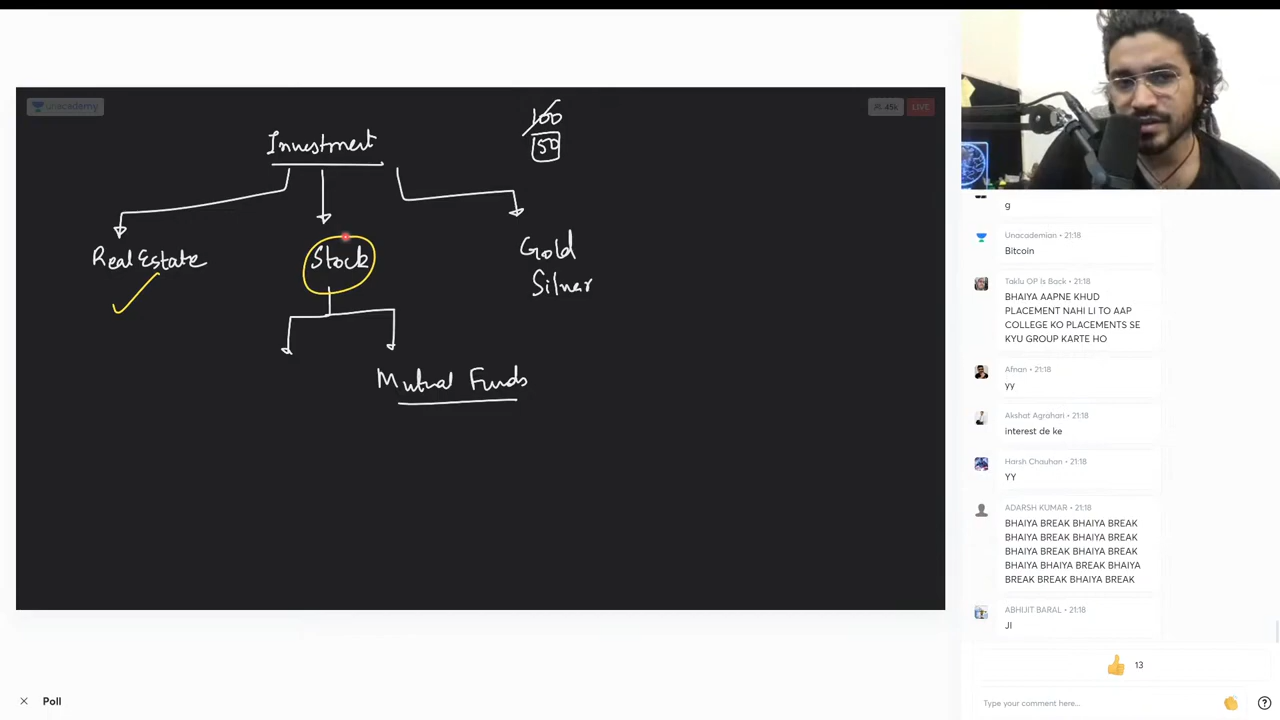 unacademy
45k
LIVE
100
150
Investment
Real Estate
Stock
Gold
Silver
Mutual Funds
g
Unacademian • 21:18
Bitcoin
Taklu OP Is Back • 21:18
BHAIYA AAPNE KHUD
PLACEMENT NAHI LI TO AAP
COLLEGE KO PLACEMENTS SE
KYU GROUP KARTE HO
Afnan • 21:18
yy
Akshat Agrahari • 21:18
interest de ke
Harsh Chauhan • 21:18
YY
ADARSH KUMAR • 21:18
BHAIYA BREAK BHAIYA BREAK
BHAIYA BREAK BHAIYA BREAK
BHAIYA BREAK BHAIYA BREAK
BHAIYA BHAIYA BREAK BHAIYA
BREAK BREAK BHAIYA BREAK
ABHIJIT BARAL • 21:18
JI
13
Poll
Type your comment here...